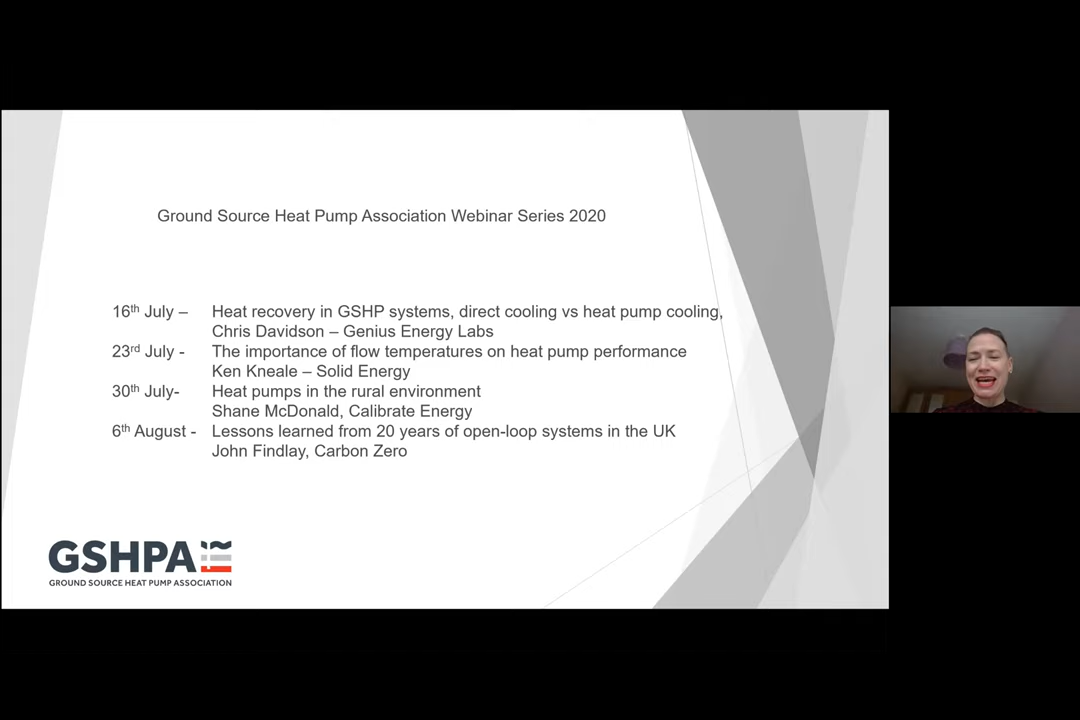 Ground Source Heat Pump Association Webinar Series 2020
16th July – Heat recovery in GSHP systems, direct cooling vs heat pump cooling,
Chris Davidson – Genius Energy Labs
23rd July - The importance of flow temperatures on heat pump performance
Ken Kneale – Solid Energy
30th July- Heat pumps in the rural environment
Shane McDonald, Calibrate Energy
6th August - Lessons learned from 20 years of open-loop systems in the UK
John Findlay, Carbon Zero
GSHPA
GROUND SOURCE HEAT PUMP ASSOCIATION